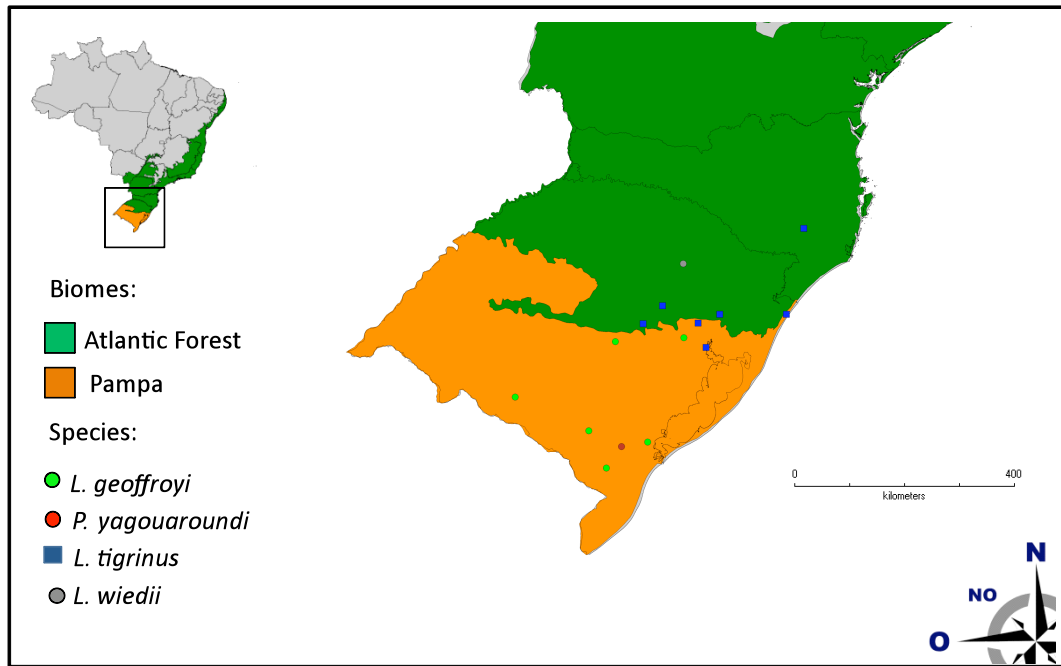 Biomes:
Atlantic Forest
Pampa
Species:
L. geoffroyi
P. yagouaroundi
L. tigrinus
L. wiedii
0 400
kilometers
N
NO
O